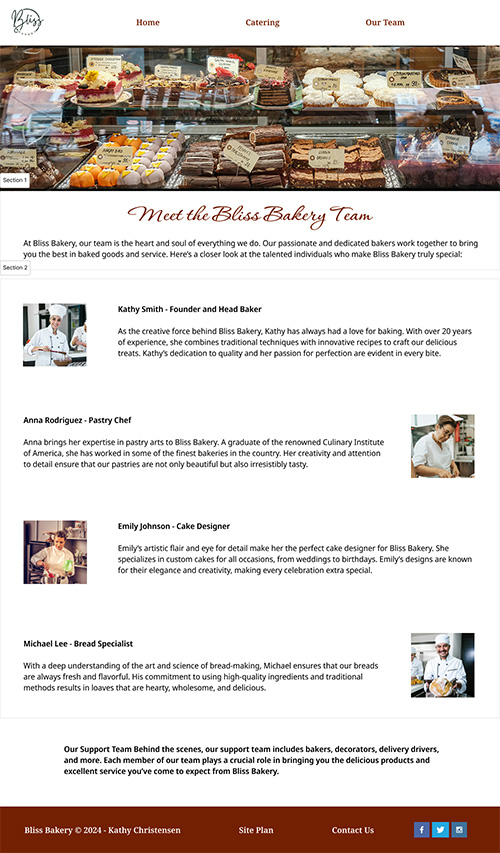 Bliss
Home
Catering
Our Team
Section 1
Meet the Bliss Bakery Team
At Bliss Bakery, our team is the heart and soul of everything we do. Our passionate and dedicated bakers work together to bring
you the best in baked goods and service. Here’s a closer look at the talented individuals who make Bliss Bakery truly special:
Section 2
Kathy Smith - Founder and Head Baker
As the creative force behind Bliss Bakery, Kathy has always had a love for baking. With over 20 years
of experience, she combines traditional techniques with innovative recipes to craft our delicious
treats. Kathy’s dedication to quality and her passion for perfection are evident in every bite.
Anna Rodriguez - Pastry Chef
Anna brings her expertise in pastry arts to Bliss Bakery. A graduate of the renowned Culinary Institute
of America, she has worked in some of the finest bakeries in the country. Her creativity and attention
to detail ensure that our pastries are not only beautiful but also irresistibly tasty.
Emily Johnson - Cake Designer
Emily’s artistic flair and eye for detail make her the perfect cake designer for Bliss Bakery. She
specializes in custom cakes for all occasions, from weddings to birthdays. Emily’s designs are known
for their elegance and creativity, making every celebration extra special.
Michael Lee - Bread Specialist
With a deep understanding of the art and science of bread-making, Michael ensures that our breads
are always fresh and flavorful. His commitment to using high-quality ingredients and traditional
methods results in loaves that are hearty, wholesome, and delicious.
Our Support Team Behind the scenes, our support team includes bakers, decorators, delivery drivers,
and more. Each member of our team plays a crucial role in bringing you the delicious products and
excellent service you’ve come to expect from Bliss Bakery.
Bliss Bakery © 2024 - Kathy Christensen
Site Plan
Contact Us